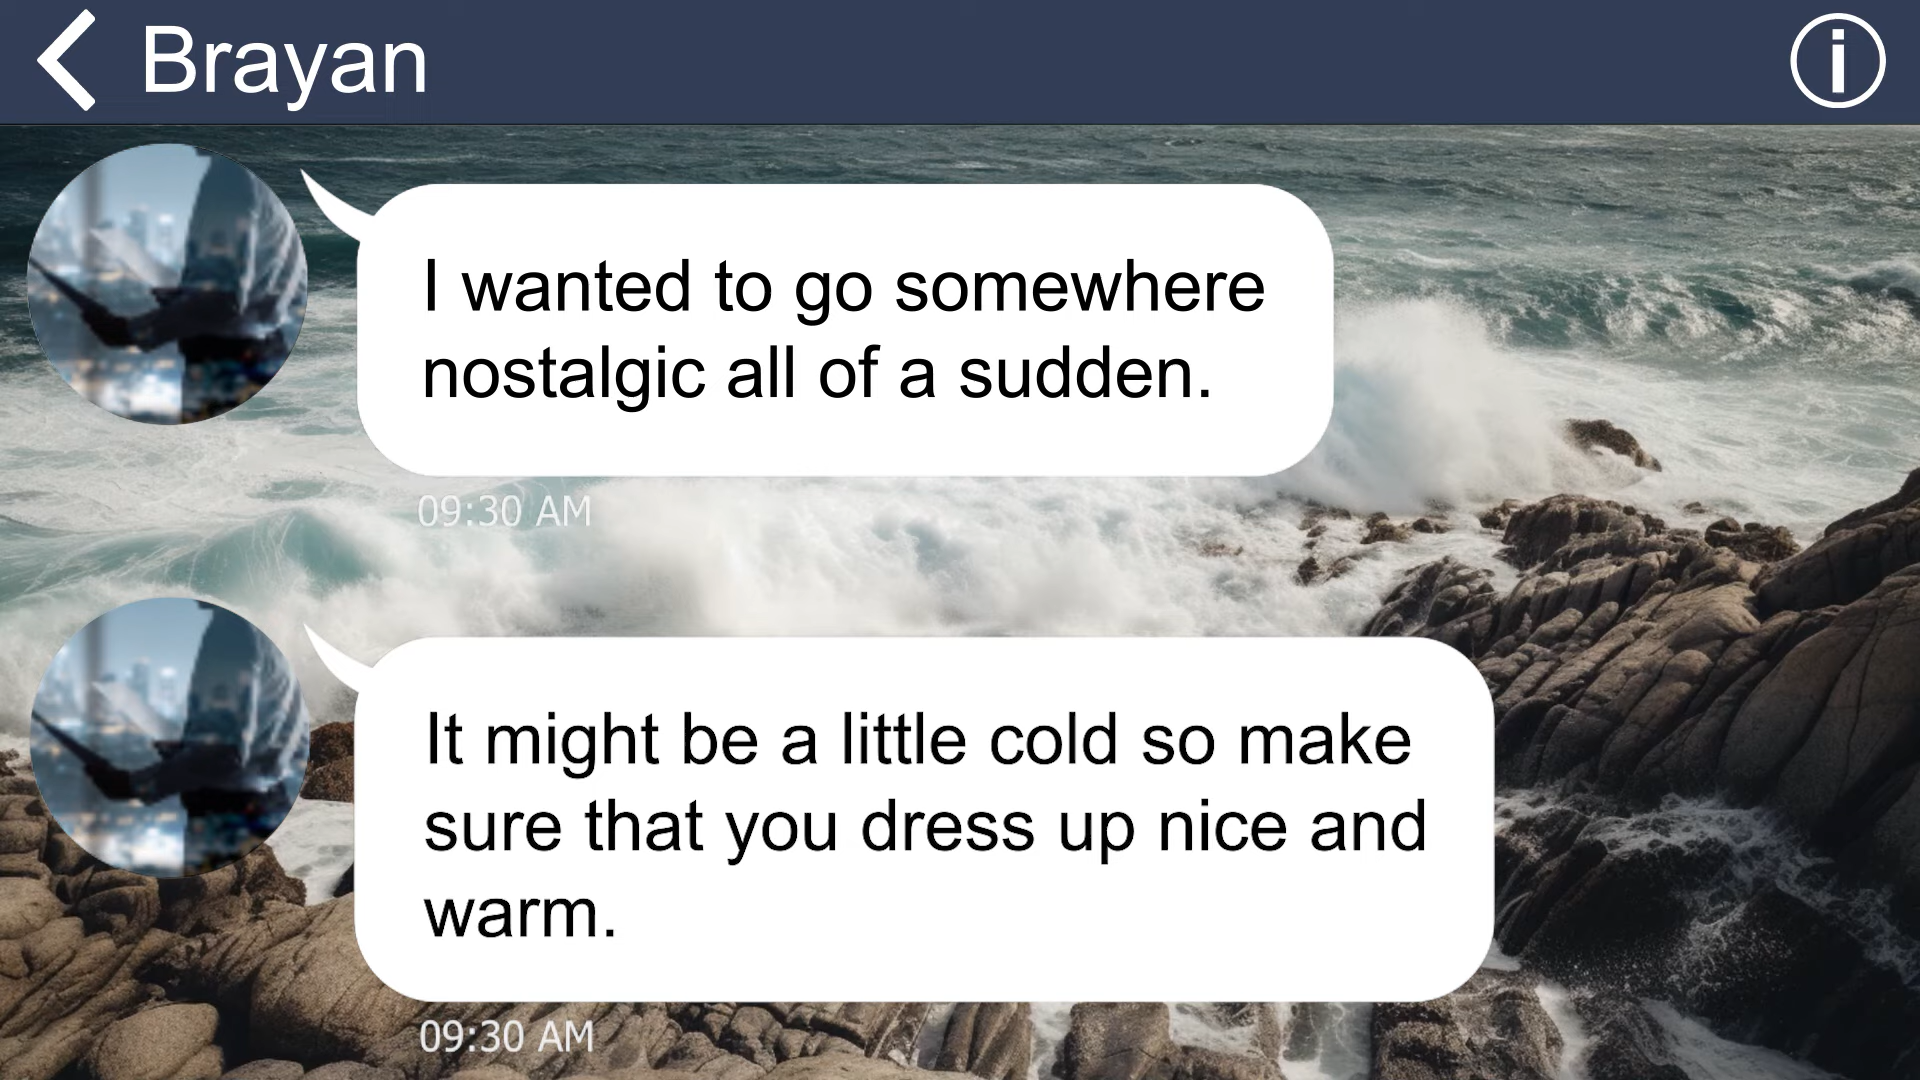 Brayan
I wanted to go somewhere
nostalgic all of a sudden.
09:30 AM
It might be a little cold so make
sure that you dress up nice and
warm.
09:30 AM